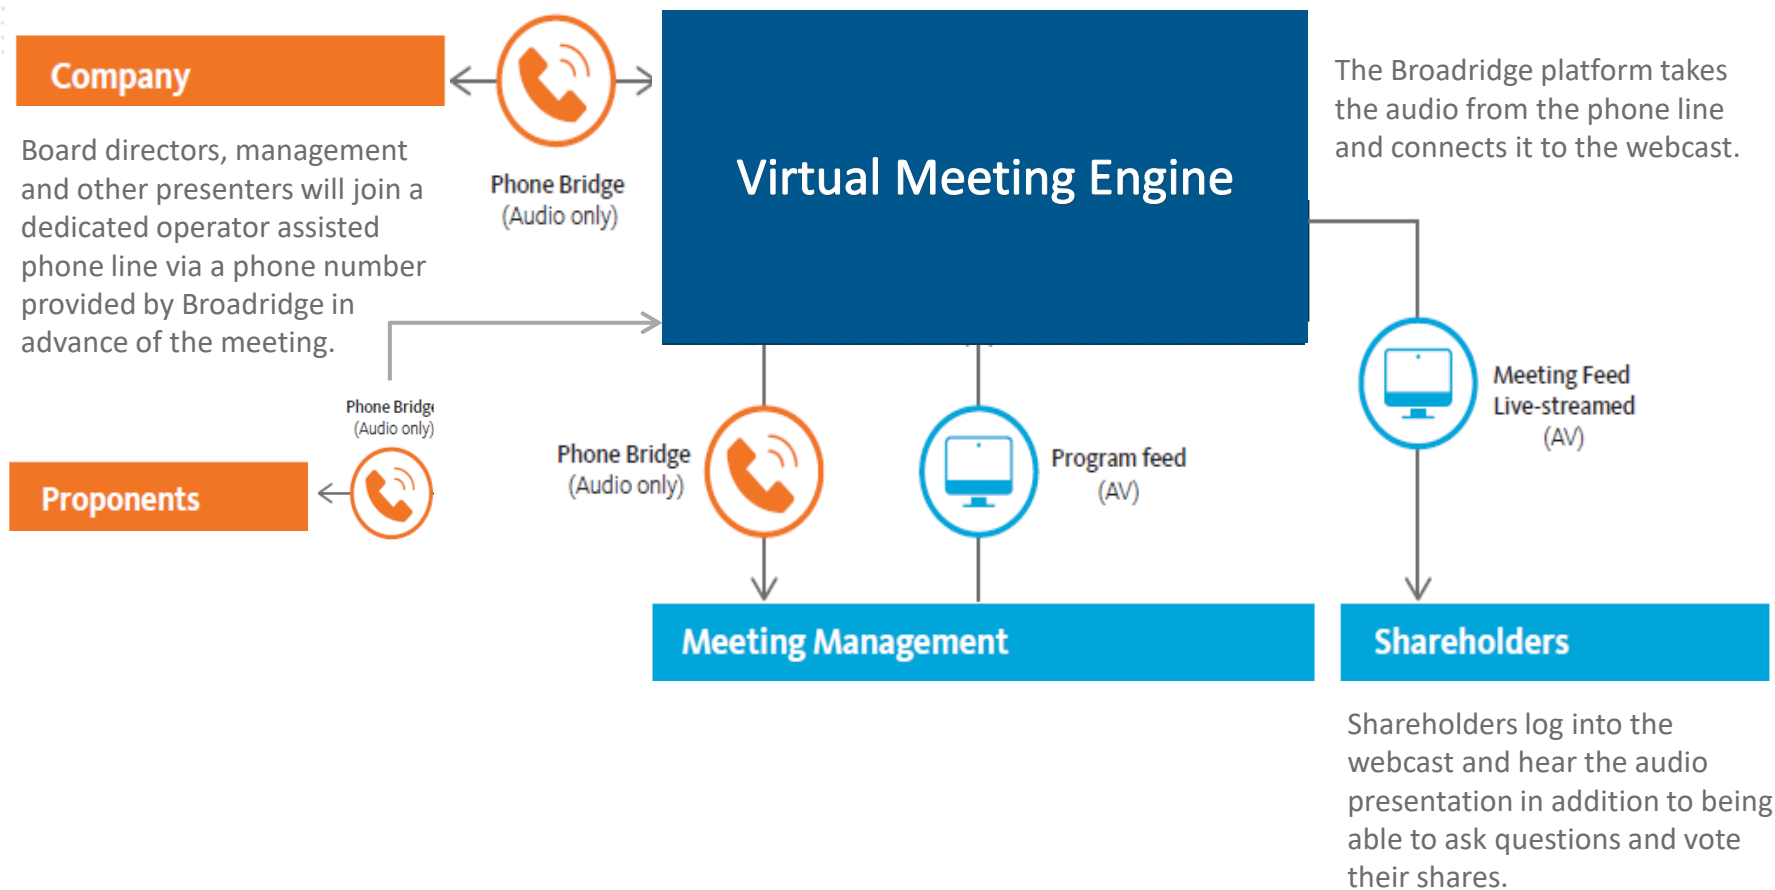 Company
Board directors, management
and other presenters will join a
dedicated operator assisted
phone line via a phone number
provided by Broadridge in
advance of the meeting.
Phone Bridge
(Audio only)
Virtual Meeting Engine
The Broadridge platform takes
the audio from the phone line
and connects it to the webcast.
Phone Bridge
(Audio only)
Proponents
Phone Bridge
(Audio only)
Program feed
(AV)
Meeting Feed
Live-streamed
(AV)
Meeting Management
Shareholders
Shareholders log into the
webcast and hear the audio
presentation in addition to being
able to ask questions and vote
their shares.